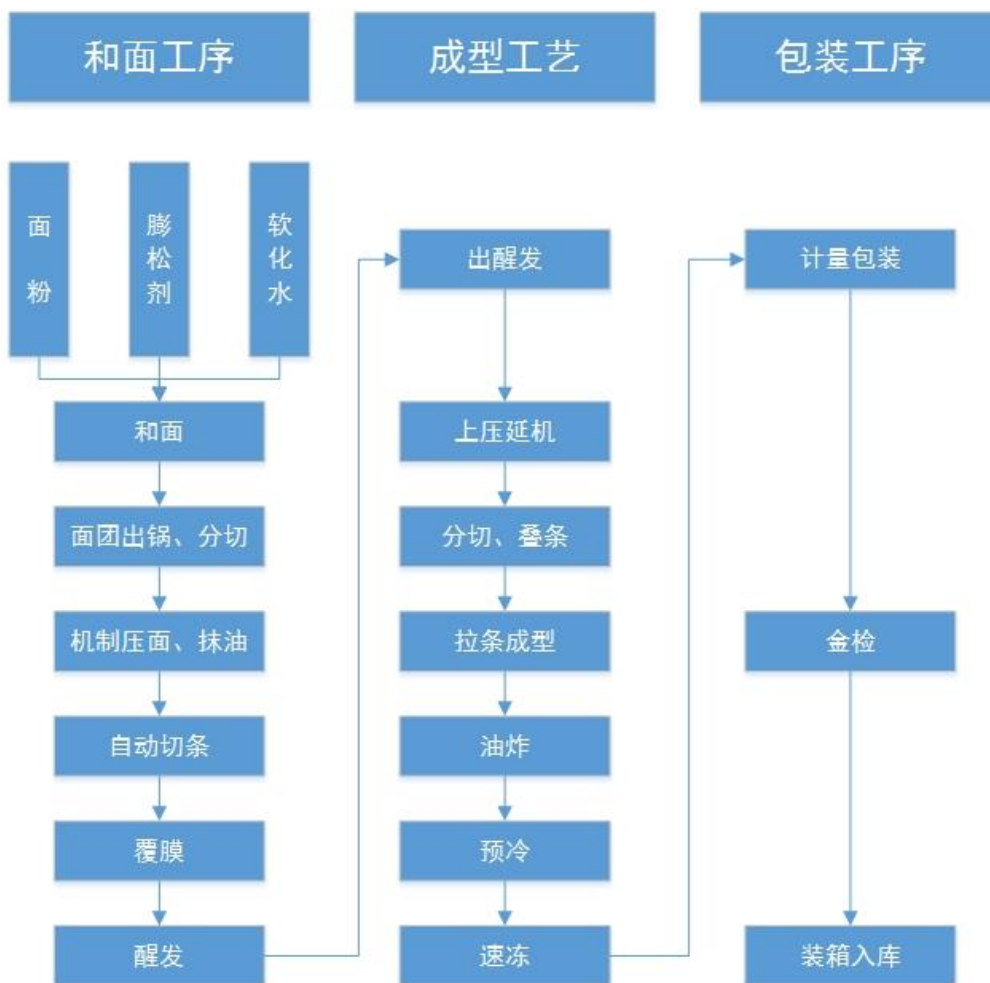 和面工序
成型工艺
包装工序
面粉
膨松剂
软化水
和面
面团出锅、分切
机制压面、抹油
自动切条
覆膜
醒发
出醒发
上压延机
分切、叠条
拉条成型
油炸
预冷
速冻
计量包装
金检
装箱入库